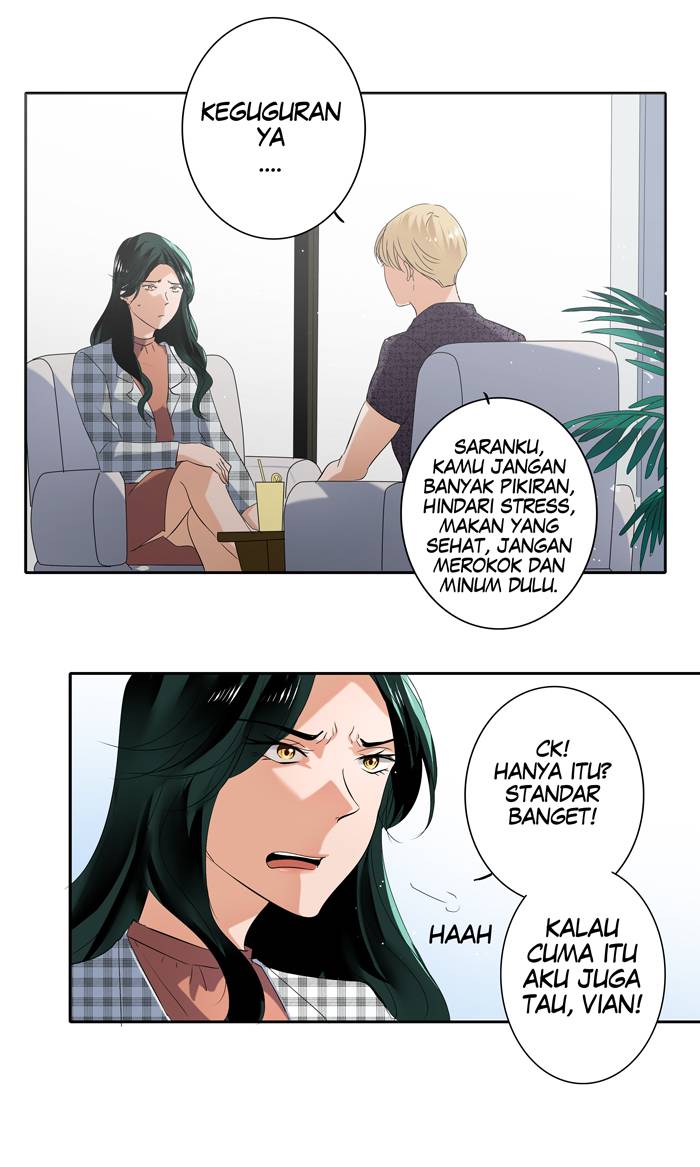 KEGUGURAN
YA
....
SARANKU,
KAMU JANGAN
BANYAK PIKIRAN,
HINDARI STRESS,
MAKAN YANG
SEHAT, JANGAN
MEROKOK DAN
MINUM DULU.
CK!
HANYA ITU?
STANDAR
BANGET!
HAAH
KALAU
CUMA ITU
AKU JUGA
TAU, VIAN!